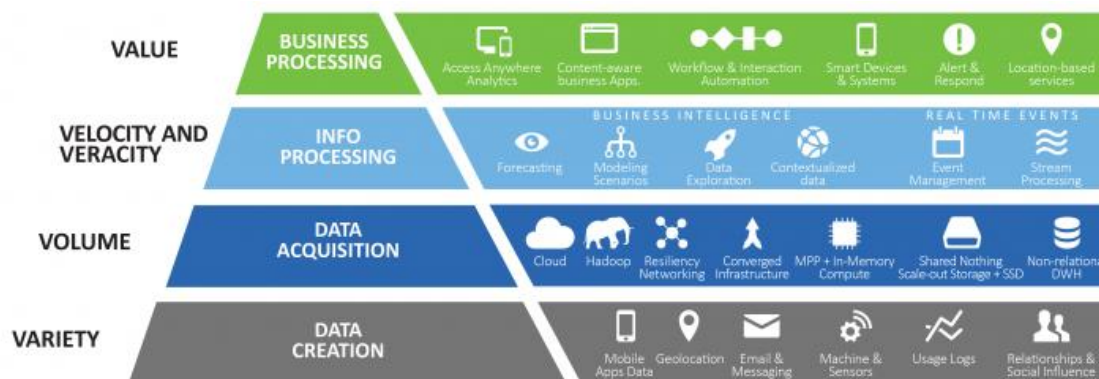 VALUE
BUSINESS
PROCESSING
Access Anywhere
Analytics
Content-aware
business Apps.
Workflow & Interaction
Automation
Smart Devices
& Systems
Alert &
Respond
Location-based
services
VELOCITY AND
VERACITY
INFO
PROCESSING
BUSINESS INTELLIGENCE
REAL TIME EVENTS
Forecasting
Modeling
Scenarios
Data
Exploration
Contextualized
data
Event
Management
Stream
Processing
VOLUME
DATA
ACQUISITION
Cloud
Hadoop
Resiliency
Networking
Converged
Infrastructure
MPP + In-Memory
Compute
Shared Nothing
Scale-out Storage + SSD
Non-relationa
DWH
VARIETY
DATA
CREATION
Mobile
Apps Data
Geolocation
Email &
Messaging
Machine &
Sensors
Usage Logs
Relationships &
Social Influence